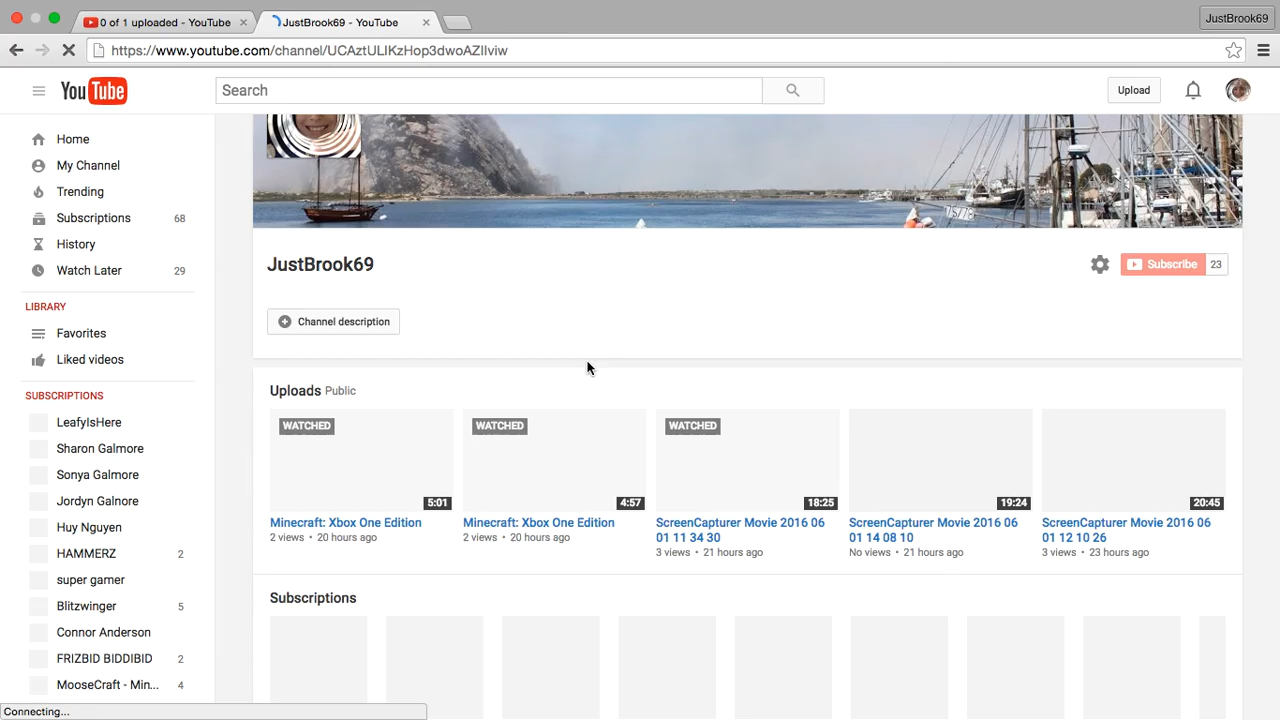 0 of 1 uploaded - YouTube
JustBrook69 - YouTube
JustBrook69
https://www.youtube.com/channel/UCAztULIKzHop3dwoAZIlviw
YouTube
Search
Upload
Home
My Channel
Trending
Subscriptions 68
History
Watch Later 29
LIBRARY
Favorites
Liked videos
SUBSCRIPTIONS
LeafyIsHere
Sharon Galmore
Sonya Galmore
Jordyn Galnore
Huy Nguyen
HAMMERZ 2
super gamer
Blitzwinger 5
Connor Anderson
FRIZBID BIDDIBID 2
MooseCraft - Min... 4
JustBrook69
Subscribe 23
Channel description
Uploads Public
WATCHED WATCHED WATCHED
5:01 4:57 18:25 19:24 20:45
Minecraft: Xbox One Edition
2 views • 20 hours ago
Minecraft: Xbox One Edition
2 views • 20 hours ago
ScreenCapturer Movie 2016 06
01 11 34 30
3 views • 21 hours ago
ScreenCapturer Movie 2016 06
01 14 08 10
No views • 21 hours ago
ScreenCapturer Movie 2016 06
01 12 10 26
3 views • 23 hours ago
Subscriptions
Connecting...